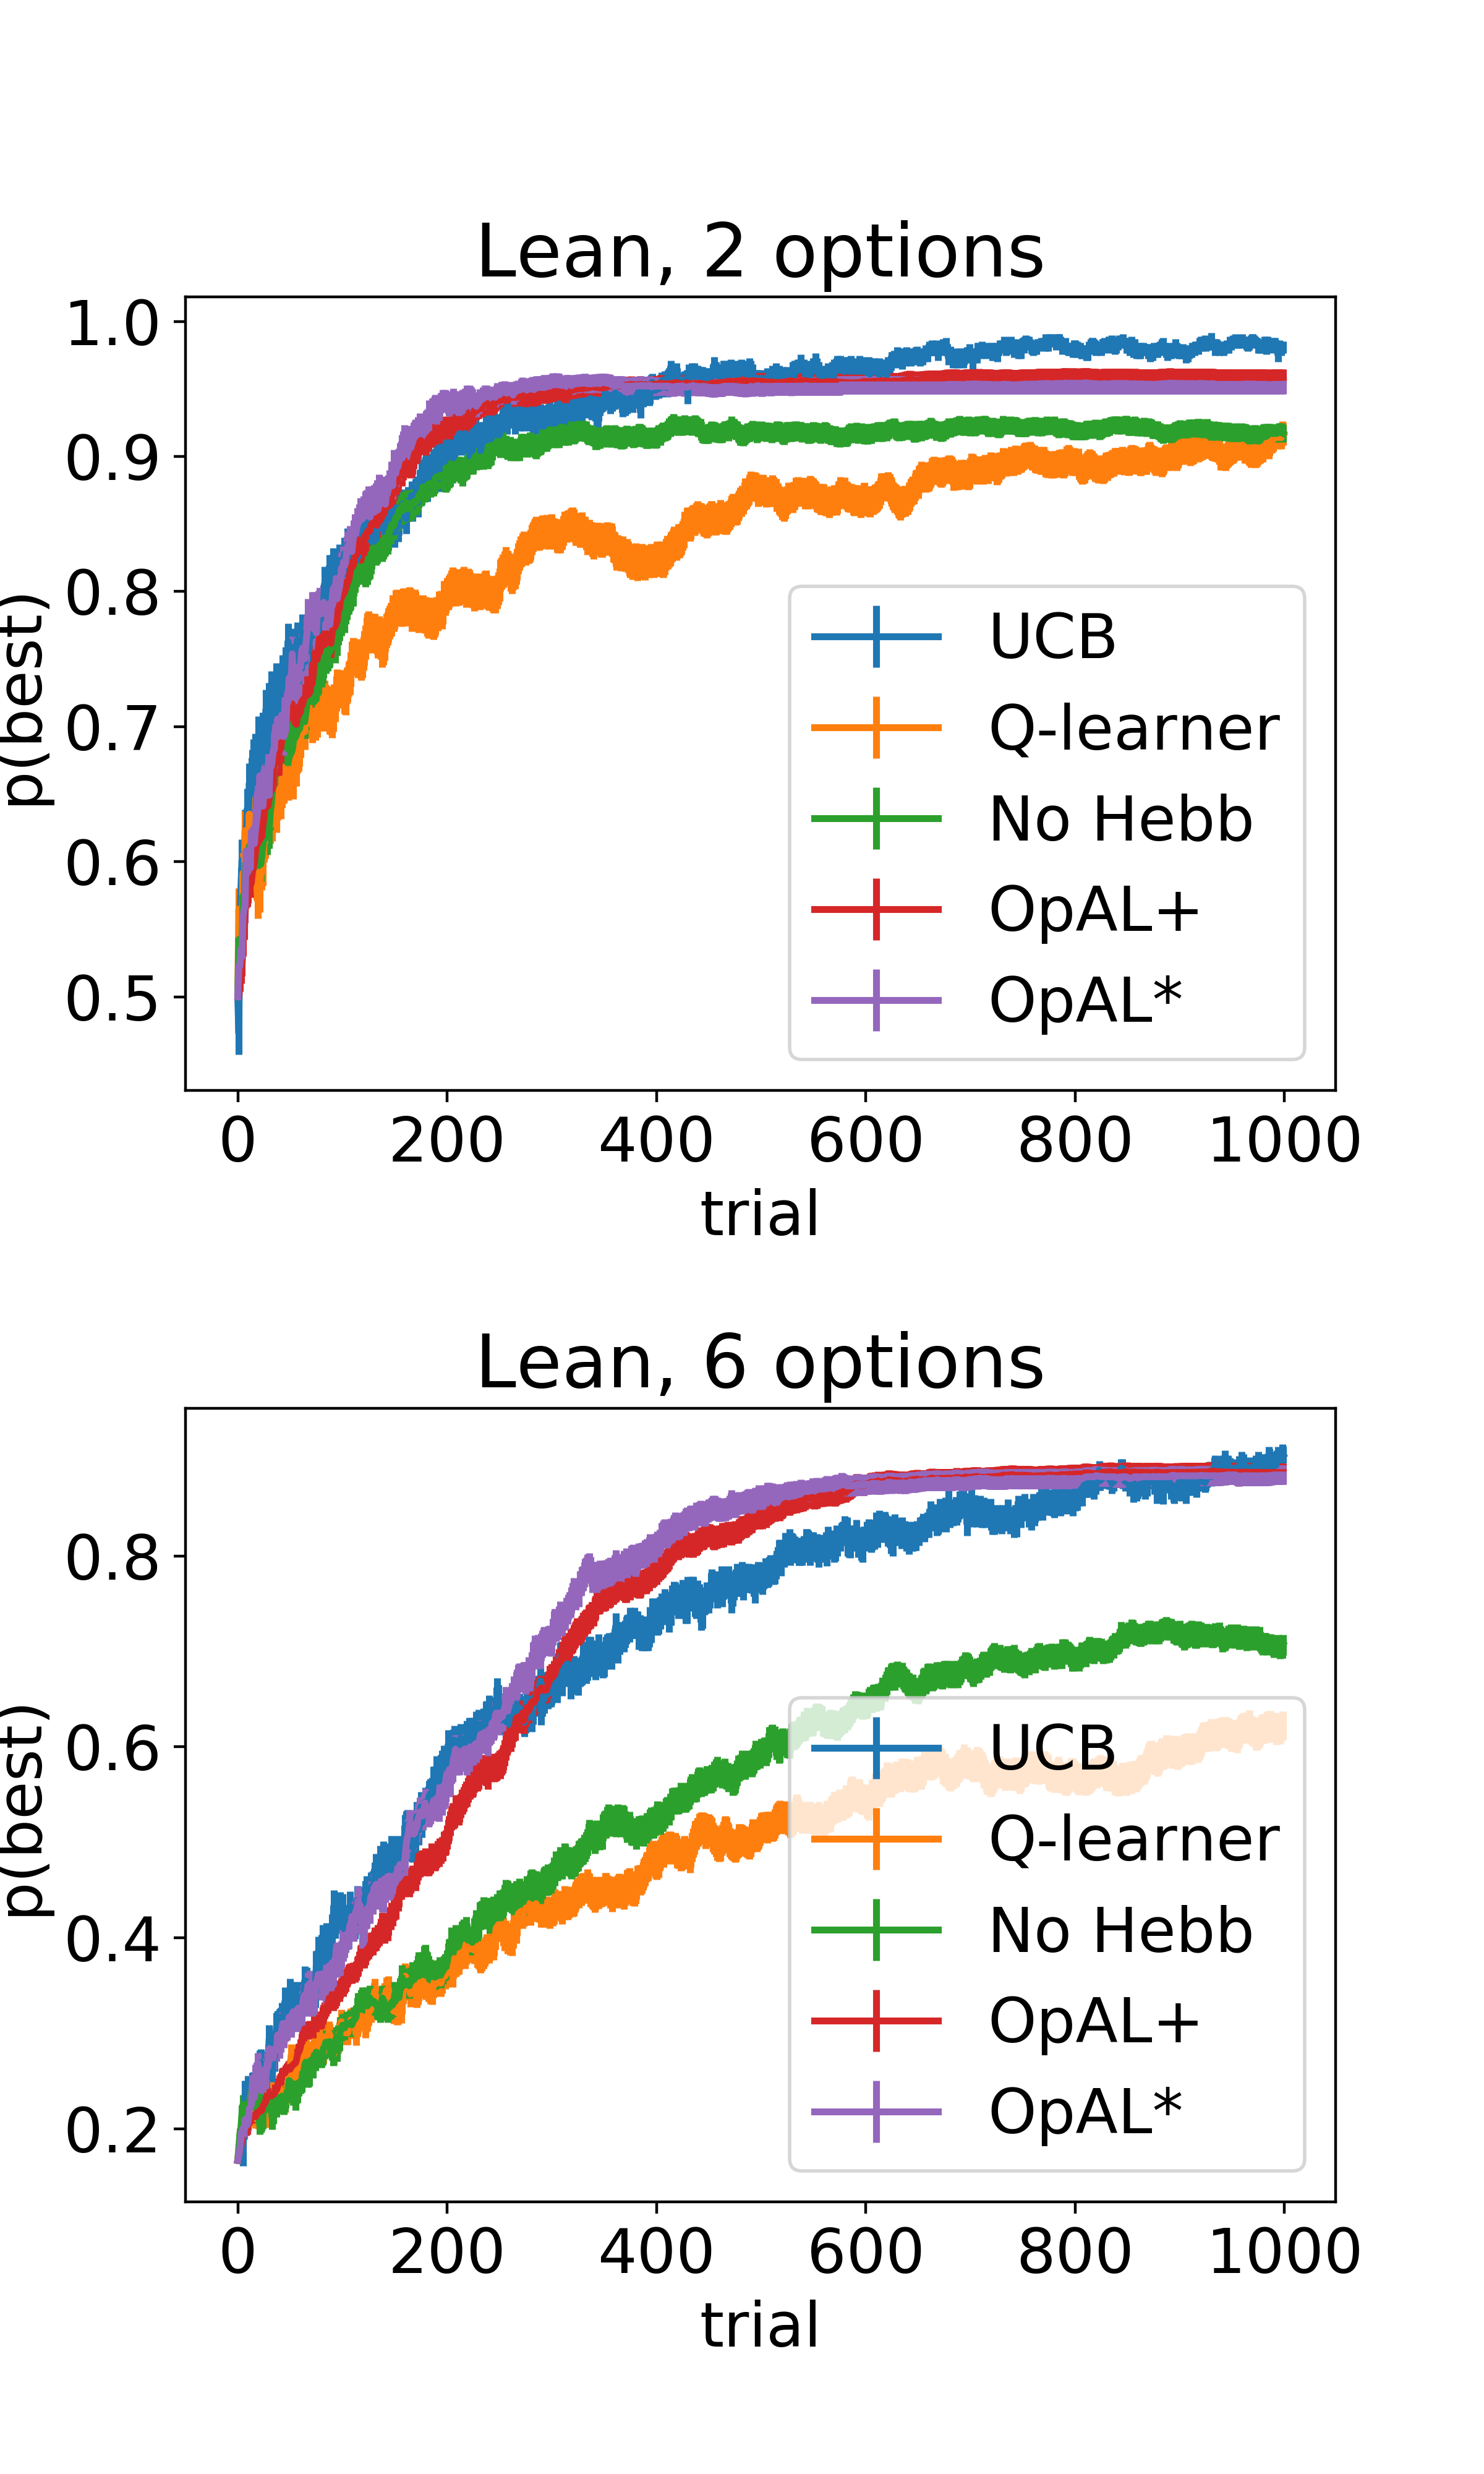 Lean, 2 options
1.0
0.9
0.8
0.7
0.6
0.5
p(best)
UCB
Q-learner
No Hebb
OpAL+
OpAL*
0 200 400 600 800 1000
trial
Lean, 6 options
0.8
0.6
0.4
0.2
p(best)
UCB
Q-learner
No Hebb
OpAL+
OpAL*
0 200 400 600 800 1000
trial